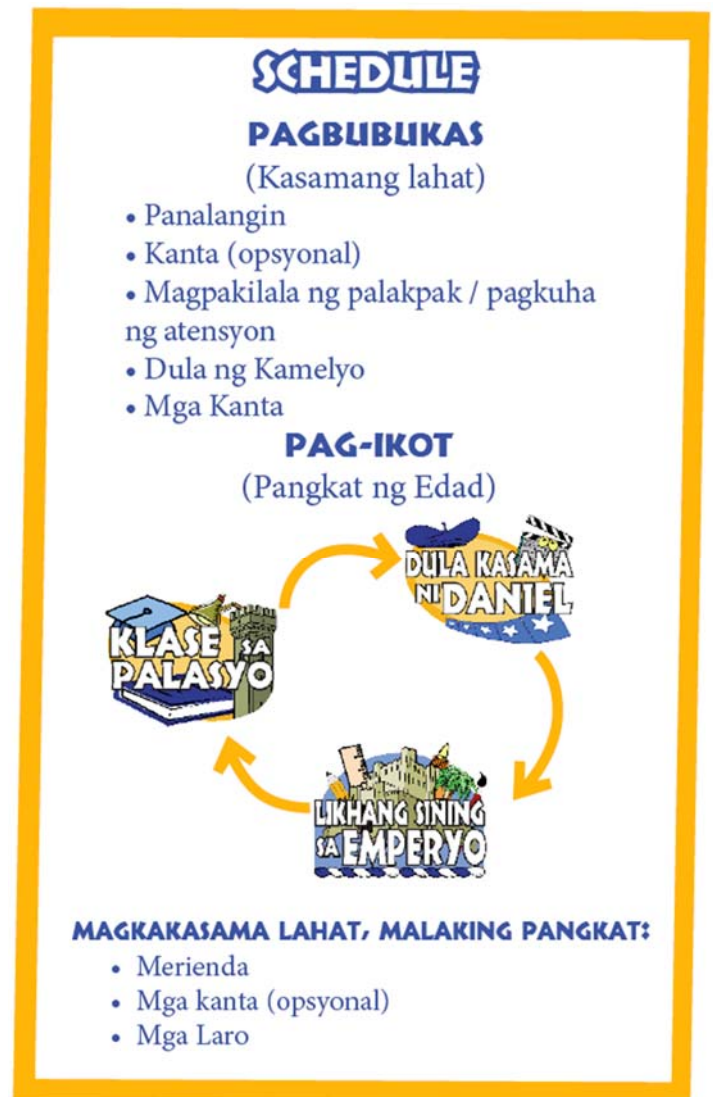 SCHEDULE
PAGBUBUKAS
(Kasamang lahat)
• Panalangin
• Kanta (opsyonal)
• Magpakilala ng palakpak / pagkuha
ng atensyon
• Dula ng Kamelyo
• Mga Kanta
PAG-IKOT
(Pangkat ng Edad)
DULA KASAMA
NI DANIEL
KLASE SA
PALASYO
LIKHANG SINING
SA EMPERYO
MAGKAKASAMA LAHAT, MALAKING PANGKAT:
• Merienda
• Mga kanta (opsyonal)
• Mga Laro